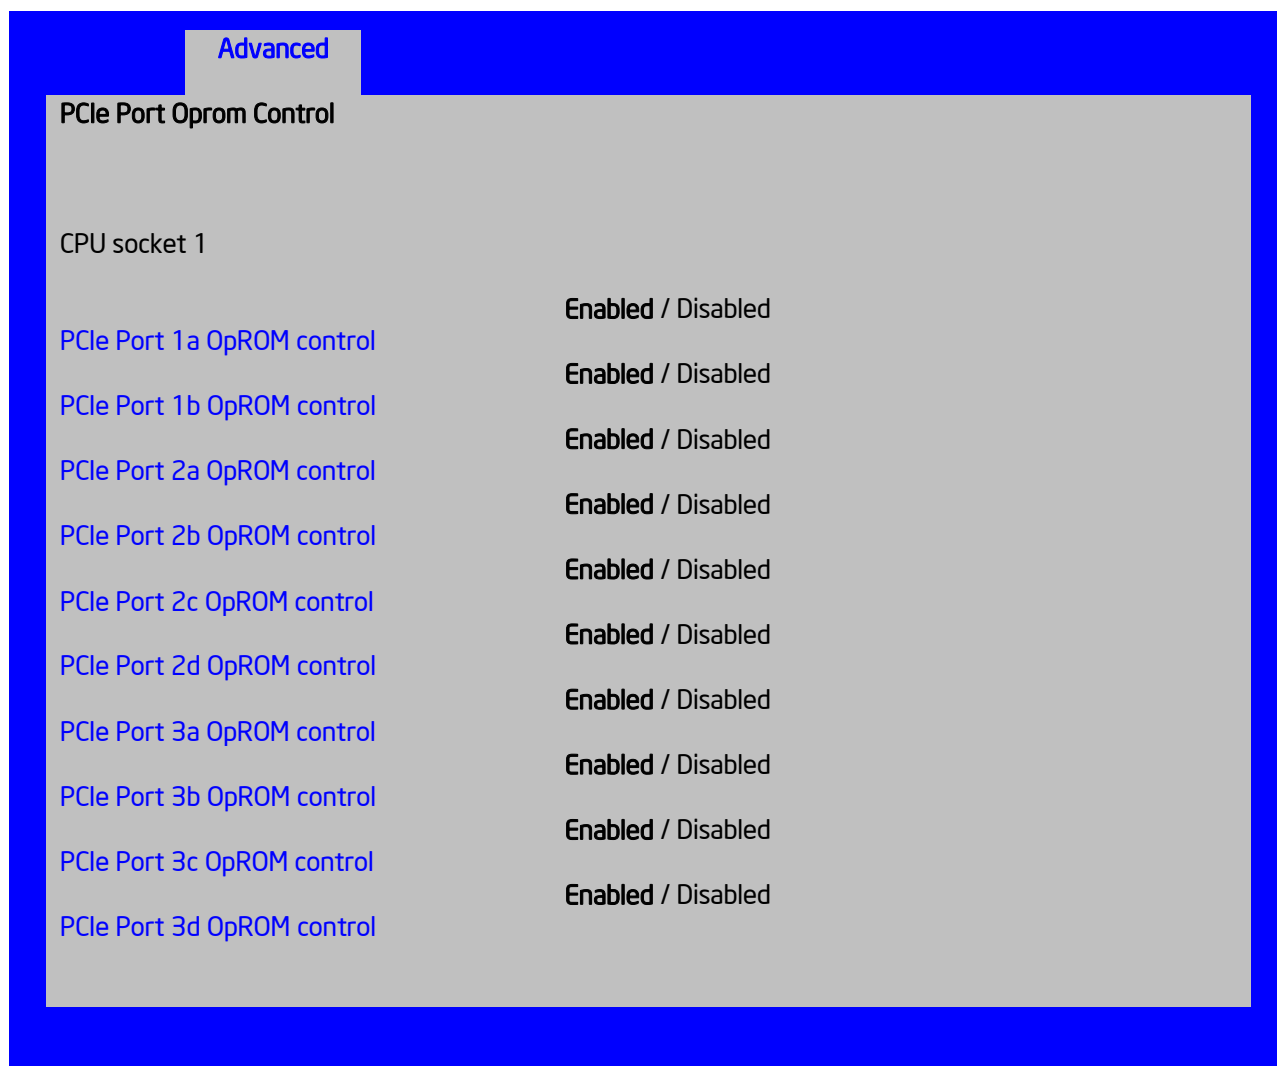 Advanced
PCIe Port Oprom Control
CPU socket 1
Enabled / Disabled
PCIe Port 1a OpROM control
Enabled / Disabled
PCIe Port 1b OpROM control
Enabled / Disabled
PCIe Port 2a OpROM control
Enabled / Disabled
PCIe Port 2b OpROM control
Enabled / Disabled
PCIe Port 2c OpROM control
Enabled / Disabled
PCIe Port 2d OpROM control
Enabled / Disabled
PCIe Port 3a OpROM control
Enabled / Disabled
PCIe Port 3b OpROM control
Enabled / Disabled
PCIe Port 3c OpROM control
Enabled / Disabled
PCIe Port 3d OpROM control